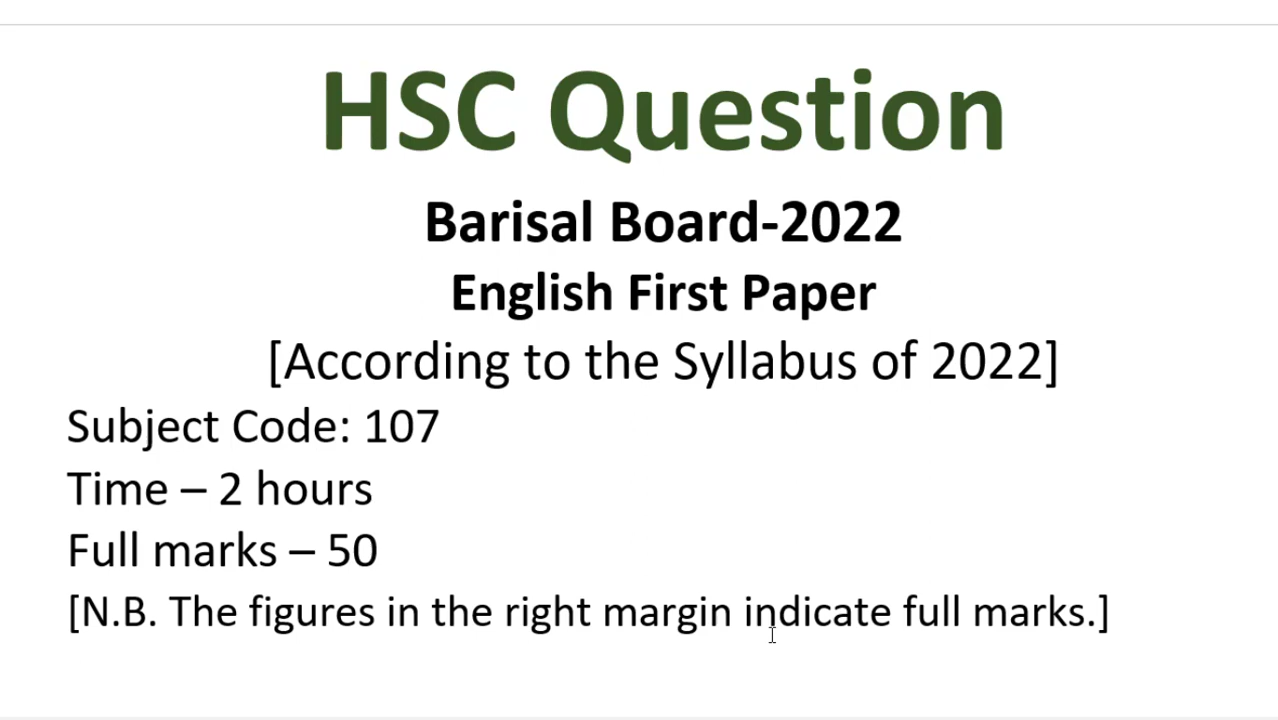 HSC Question
Barisal Board-2022
English First Paper
[According to the Syllabus of 2022]
Subject Code: 107
Time – 2 hours
Full marks – 50
[N.B. The figures in the right margin indicate full marks.]